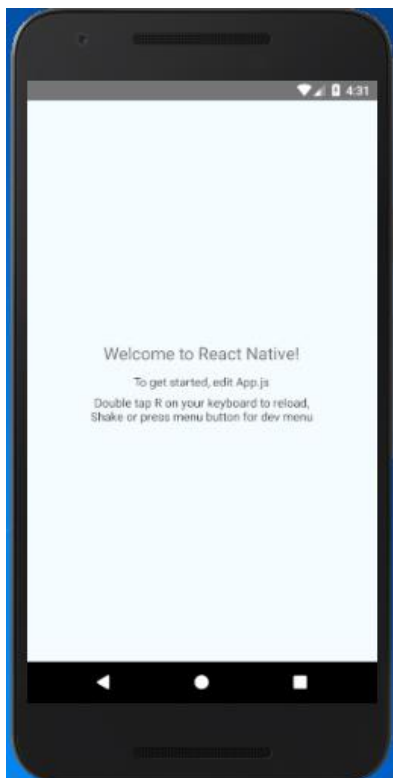 4:31
Welcome to React Native!
To get started, edit App.js
Double tap R on your keyboard to reload,
Shake or press menu button for dev menu